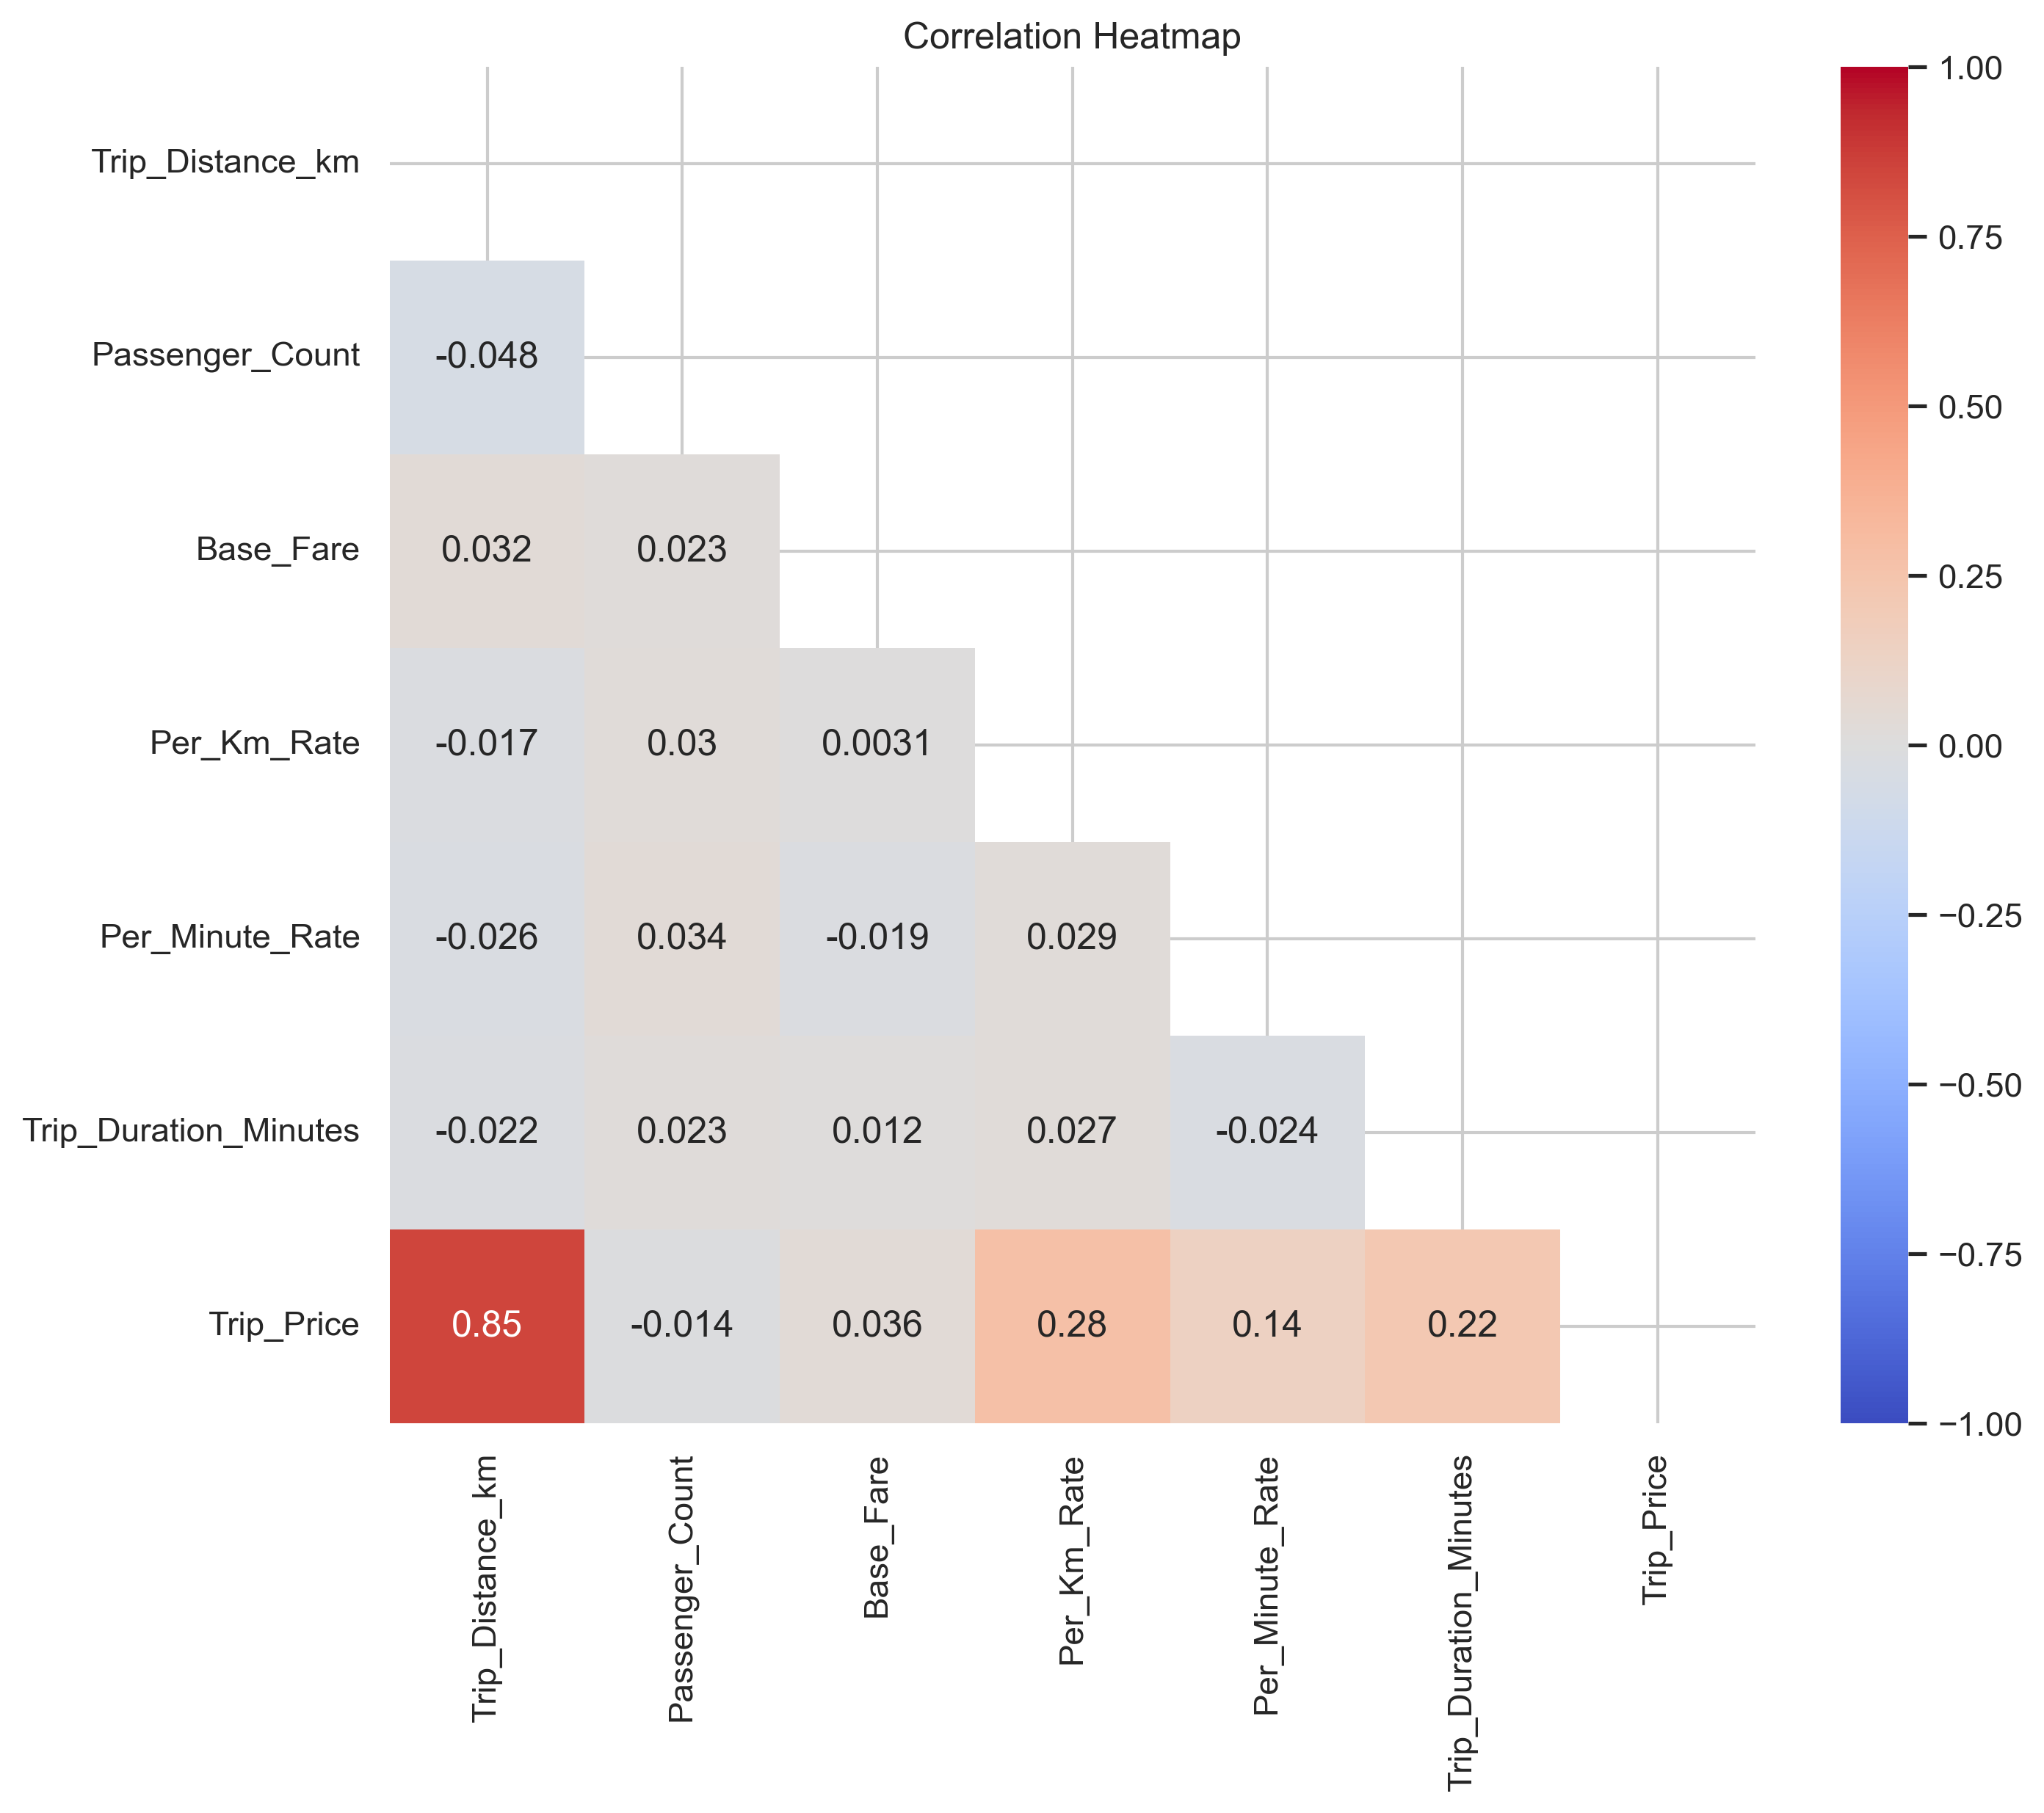 Correlation Heatmap
Trip_Distance_km
Passenger_Count -0.048
Base_Fare 0.032 0.023
Per_Km_Rate -0.017 0.03 0.0031
Per_Minute_Rate -0.026 0.034 -0.019 0.029
Trip_Duration_Minutes -0.022 0.023 0.012 0.027 -0.024
Trip_Price 0.85 -0.014 0.036 0.28 0.14 0.22
Trip_Distance_km
Passenger_Count
Base_Fare
Per_Km_Rate
Per_Minute_Rate
Trip_Duration_Minutes
Trip_Price
1.00
0.75
0.50
0.25
0.00
−0.25
−0.50
−0.75
−1.00